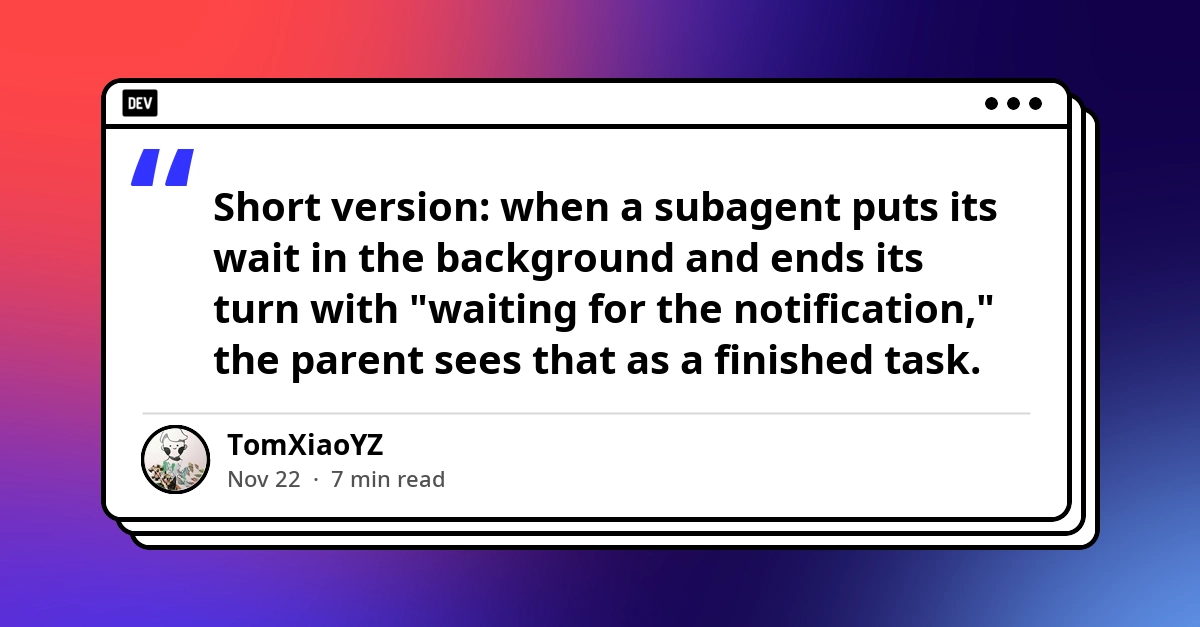 DEV
Short version: when a subagent puts its
wait in the background and ends its
turn with "waiting for the notification,"
the parent sees that as a finished task.
TomXiaoYZ
Nov 22 · 7 min read